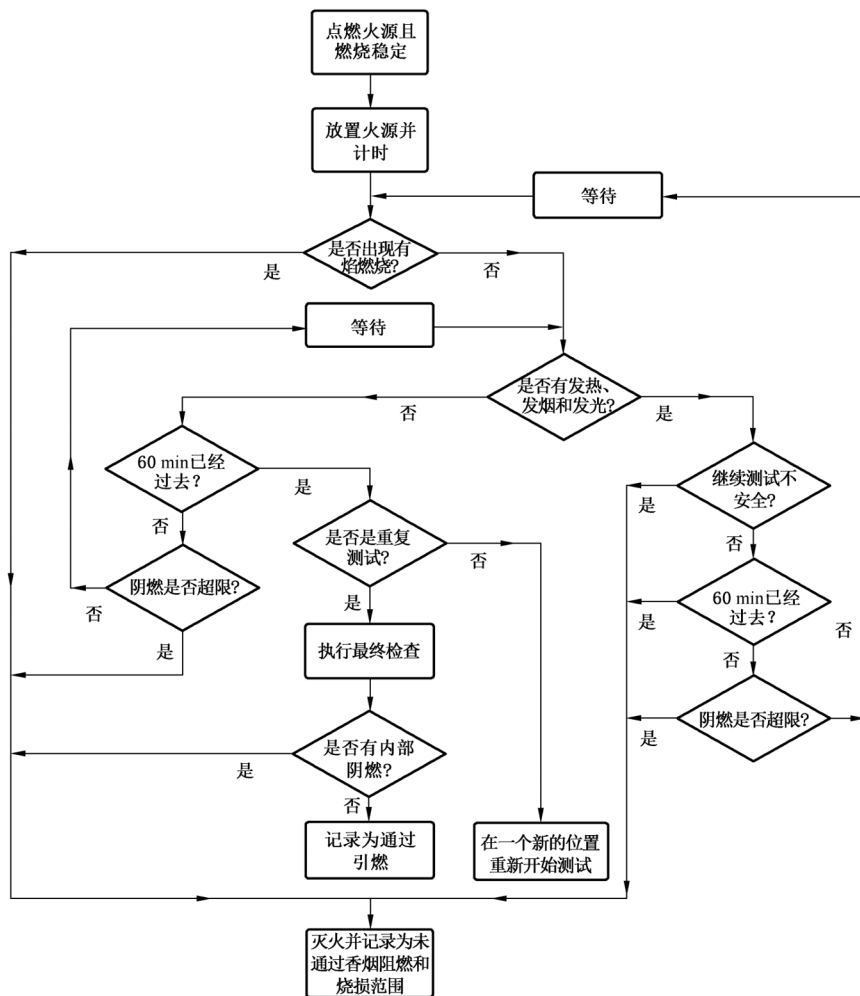 点燃火源且
燃烧稳定
放置火源并
计时
等待
是否出现有
焰燃烧?
是
否
等待
是否有发热、
发烟和发光?
否
是
60 min已经
过去?
是
继续测试不
安全?
是
否
否
是否是重复
测试?
否
阴燃是否超限?
否
是
是
60 min已经
过去?
是
否
否
执行最终检查
阴燃是否超限?
是
是否有内部
阴燃?
是
否
记录为通过
引燃
在一个新的位置
重新开始测试
灭火并记录为未
通过香烟阻燃和
烧损范围